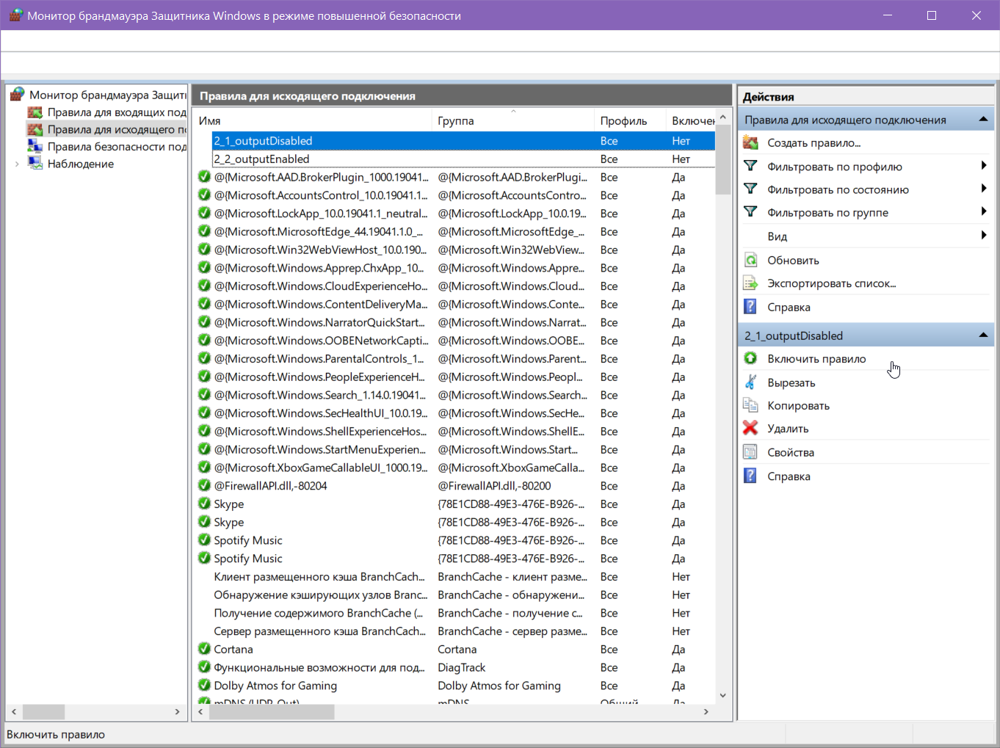 Монитор брандмауэра Защитника Windows в режиме повышенной безопасности
Монитор брандмауэра Защити
Правила для входящих под
Правила для исходящего по
Правила безопасности под
Наблюдение
Правила для исходящего подключения
Имя Группа Профиль Включен
2_1_outputDisabled Все Нет
2_2_outputEnabled Все Нет
@{Microsoft.AAD.BrokerPlugin_1000.19041... @{Microsoft.AAD.BrokerPlugi... Все Да
@{Microsoft.AccountsControl_10.0.19041.1... @{Microsoft.AccountsContro... Все Да
@{Microsoft.LockApp_10.0.19041.1_neutral... @{Microsoft.LockApp_10.0.19... Все Да
@{Microsoft.MicrosoftEdge_44.19041.1.0_... @{Microsoft.MicrosoftEdge_... Все Да
@{Microsoft.Win32WebViewHost_10.0.190... @{Microsoft.Win32WebView... Все Да
@{Microsoft.Windows.Apprep.ChxApp_10... @{Microsoft.Windows.Appre... Все Да
@{Microsoft.Windows.CloudExperienceHo... @{Microsoft.Windows.Cloud... Все Да
@{Microsoft.Windows.ContentDeliveryMa... @{Microsoft.Windows.Conte... Все Да
@{Microsoft.Windows.NarratorQuickStart... @{Microsoft.Windows.Narrat... Все Да
@{Microsoft.Windows.OOBENetworkCapti... @{Microsoft.Windows.OOBE... Все Да
@{Microsoft.Windows.ParentalControls_1... @{Microsoft.Windows.Parent... Все Да
@{Microsoft.Windows.PeopleExperienceH... @{Microsoft.Windows.Peopl... Все Да
@{Microsoft.Windows.Search_1.14.0.19041... @{Microsoft.Windows.Search... Все Да
@{Microsoft.Windows.SecHealthUI_10.0.19... @{Microsoft.Windows.SecHe... Все Да
@{Microsoft.Windows.ShellExperienceHos... @{Microsoft.Windows.ShellE... Все Да
@{Microsoft.Windows.StartMenuExperien... @{Microsoft.Windows.Start... Все Да
@{Microsoft.XboxGameCallableUI_1000.19... @{Microsoft.XboxGameCalla... Все Да
@FirewallAPI.dll,-80204 @FirewallAPI.dll,-80200 Все Да
Skype {78E1CD88-49E3-476E-B926-... Все Да
Skype {78E1CD88-49E3-476E-B926-... Все Да
Spotify Music {78E1CD88-49E3-476E-B926-... Все Да
Spotify Music {78E1CD88-49E3-476E-B926-... Все Да
Клиент размещенного кэша BranchCach... BranchCache - клиент разме... Все Нет
Обнаружение кэширующих узлов Branc... BranchCache - обнаружени... Все Нет
Получение содержимого BranchCache (... BranchCache - получение с... Все Нет
Сервер размещенного кэша BranchCach... BranchCache - сервер разме... Все Нет
Cortana Cortana Все Да
Функциональные возможности для под... DiagTrack Все Да
Dolby Atmos for Gaming Dolby Atmos for Gaming Все Да
mDNS (UDP-Out) mDNS Общий Да
Действия
Правила для исходящего подключения
Создать правило...
Фильтровать по профилю
Фильтровать по состоянию
Фильтровать по группе
Вид
Обновить
Экспортировать список...
Справка
2_1_outputDisabled
Включить правило
Вырезать
Копировать
Удалить
Свойства
Справка
Включить правило